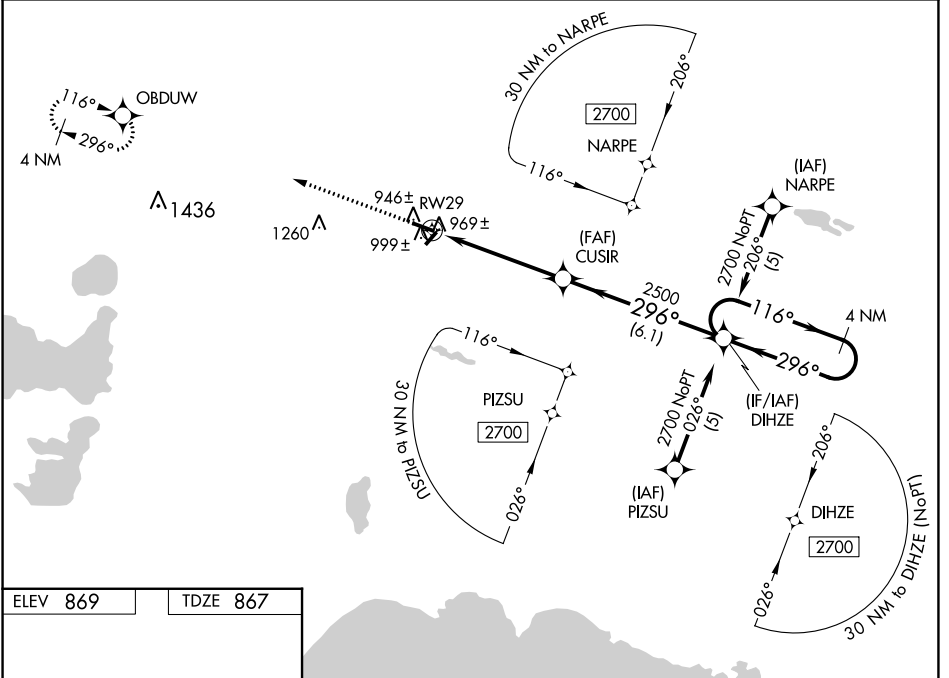 30 NM to NARPE
206°
2700
NARPE
116°
116°
OBDUW
296°
4 NM
1436
1260
946±
RW29
969±
999±
(FAF)
CUSIR
(IAF)
NARPE
2700 NoPT
206°
(5)
2500
296°
(6.1)
116°
4 NM
296°
(IF/IAF)
DIHZE
2700 NoPT
026°
(5)
(IAF)
PIZSU
116°
PIZSU
2700
30 NM to PIZSU
026°
206°
DIHZE
2700
026°
30 NM to DIHZE (NoPT)
ELEV 869
TDZE 867